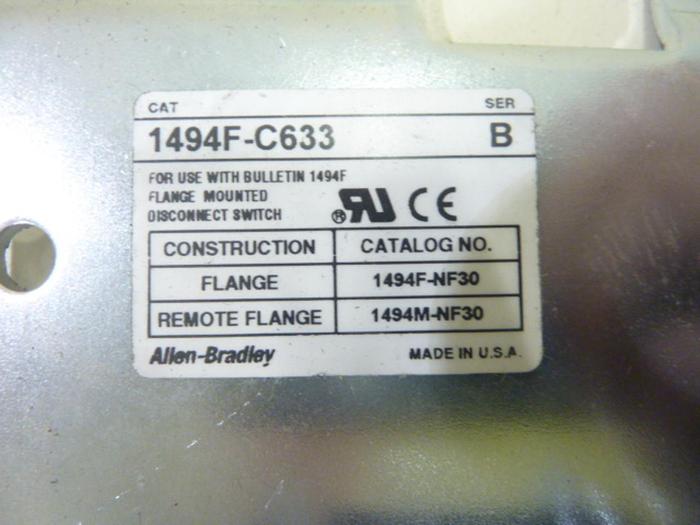 CAT SER
1494F-C633 B
FOR USE WITH BULLETIN 1494F
FLANGE MOUNTED
DISCONNECT SWITCH ® RU CE
CONSTRUCTION CATALOG NO.
FLANGE 1494F-NF30
REMOTE FLANGE 1494M-NF30
Allen-Bradley MADE IN U.S.A.